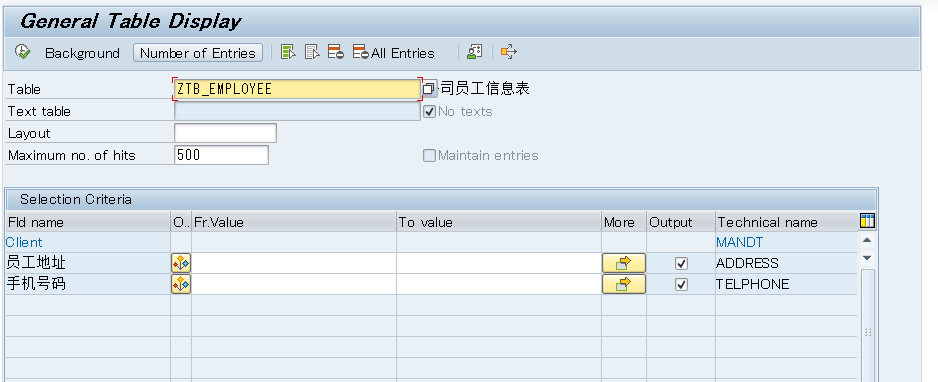 General Table Display
Background Number of Entries All Entries
Table ZTB_EMPLOYEE 司员工信息表
Text table No texts
Layout
Maximum no. of hits 500 Maintain entries
Selection Criteria
Fld name O.. Fr.Value To value More Output Technical name
Client MANDT
员工地址 ADDRESS
手机号码 TELPHONE